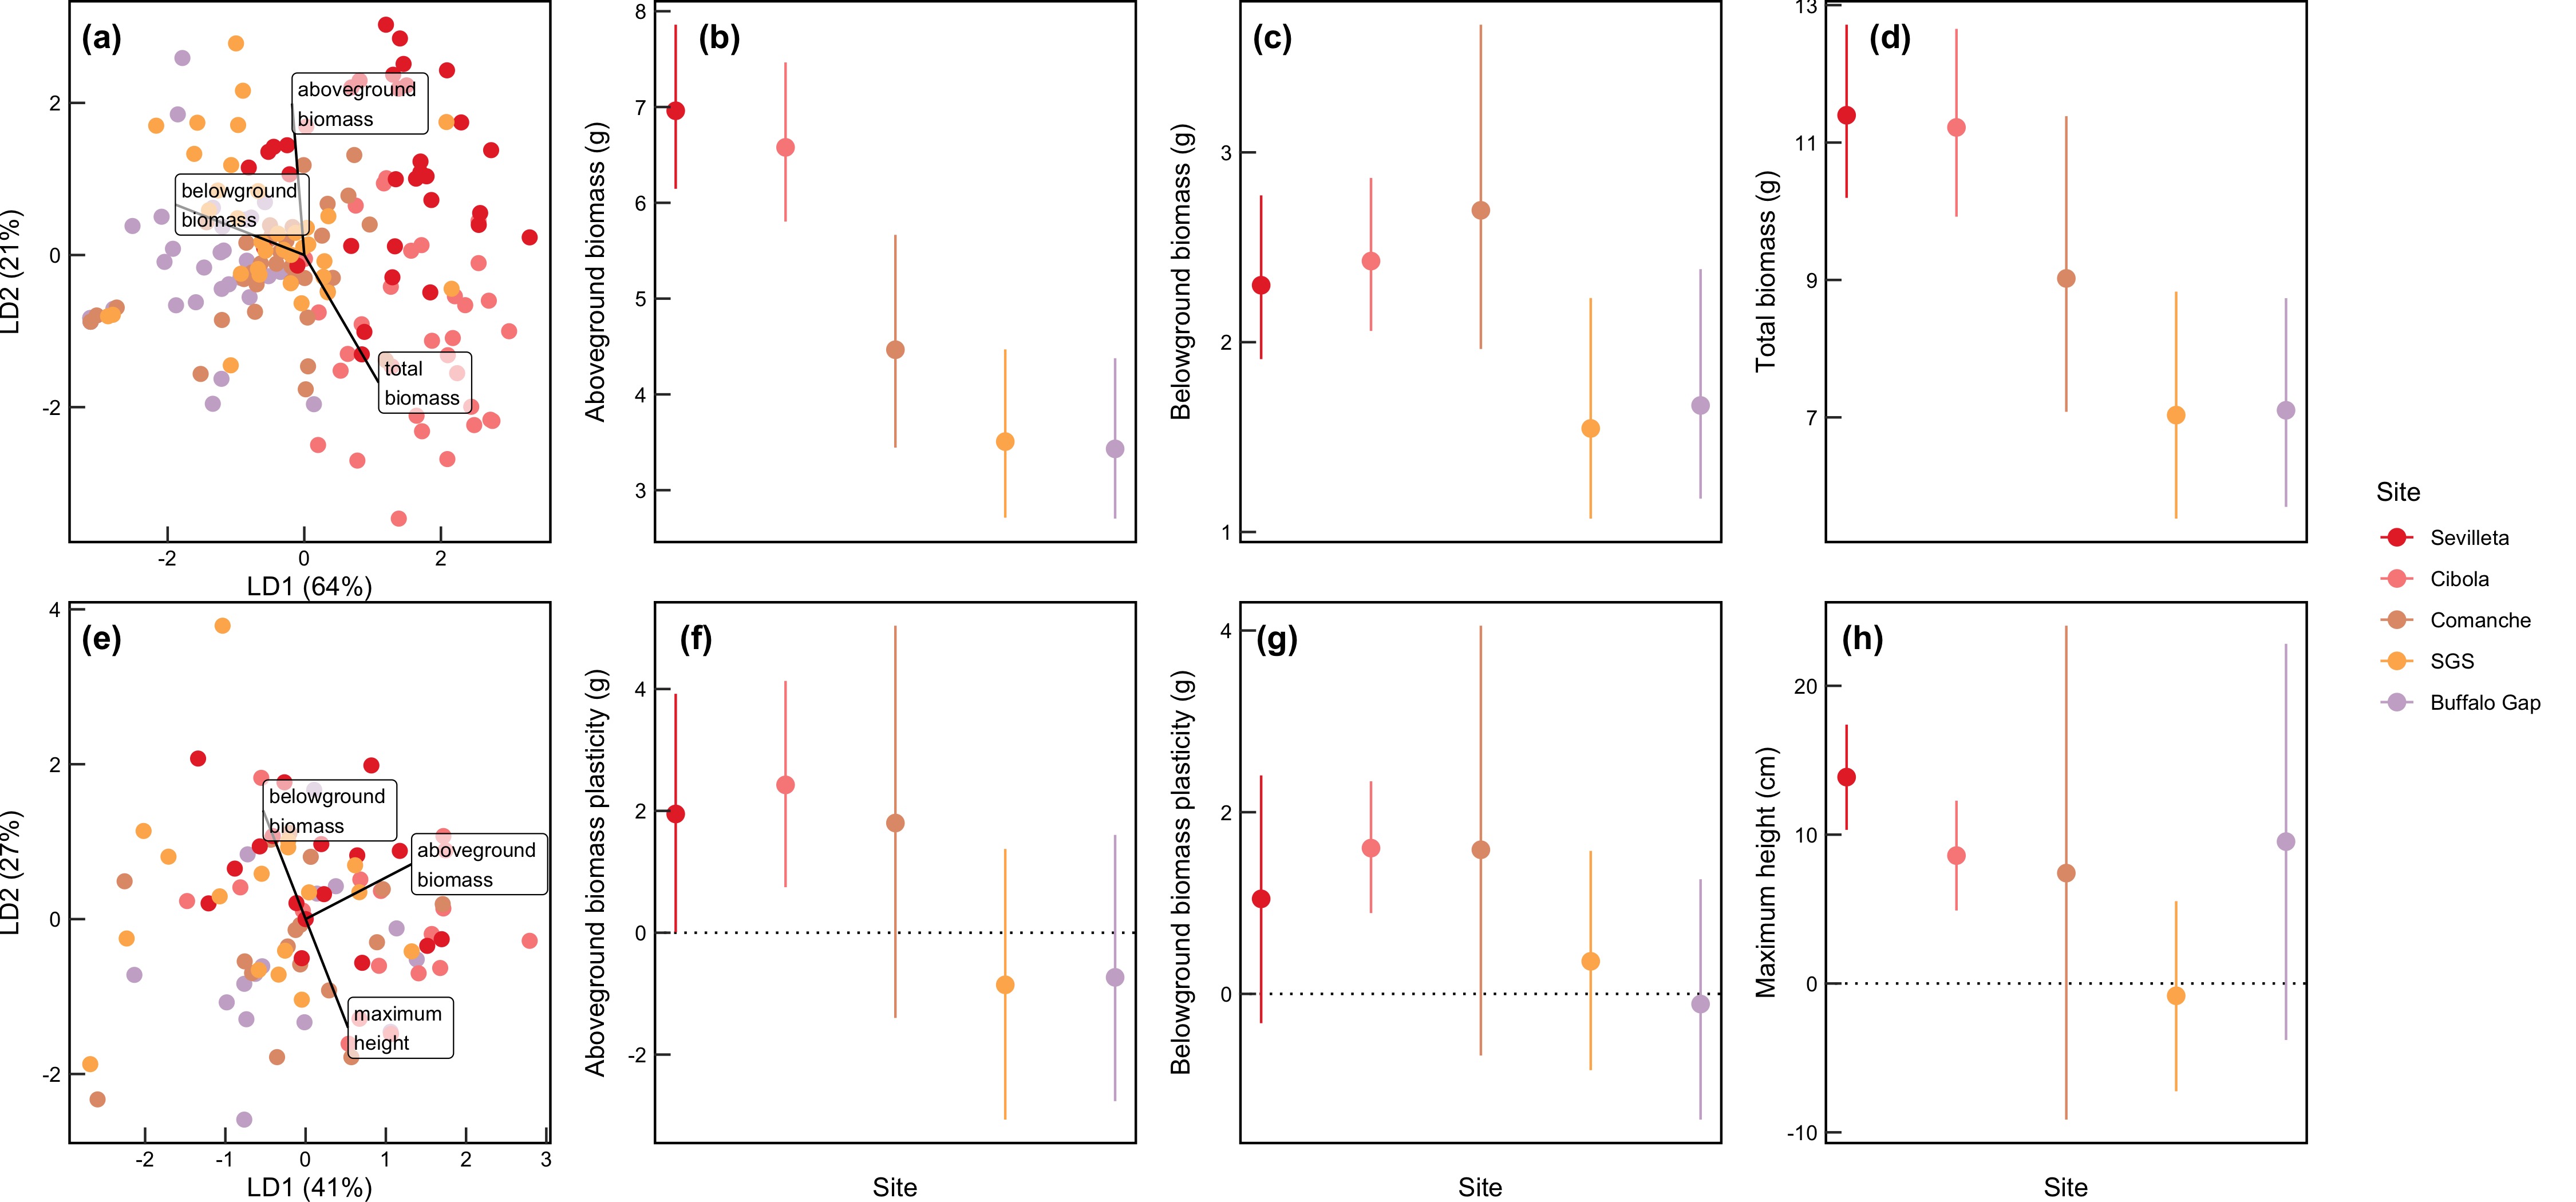 (a)
2
0
-2
LD2 (21%)
aboveground
biomass
belowground
biomass
total
biomass
-2
0
2
LD1 (64%)
(b)
8
7
6
5
4
3
Aboveground biomass (g)
(c)
3
2
1
Belowground biomass (g)
(d)
13
11
9
7
Total biomass (g)
Site
Sevilleta
Cibola
Comanche
SGS
Buffalo Gap
(e)
4
2
0
-2
LD2 (27%)
belowground
biomass
aboveground
biomass
maximum
height
-2
-1
0
1
2
3
LD1 (41%)
(f)
4
2
0
-2
Aboveground biomass plasticity (g)
Site
(g)
4
2
0
Belowground biomass plasticity (g)
Site
(h)
20
10
0
-10
Maximum height (cm)
Site